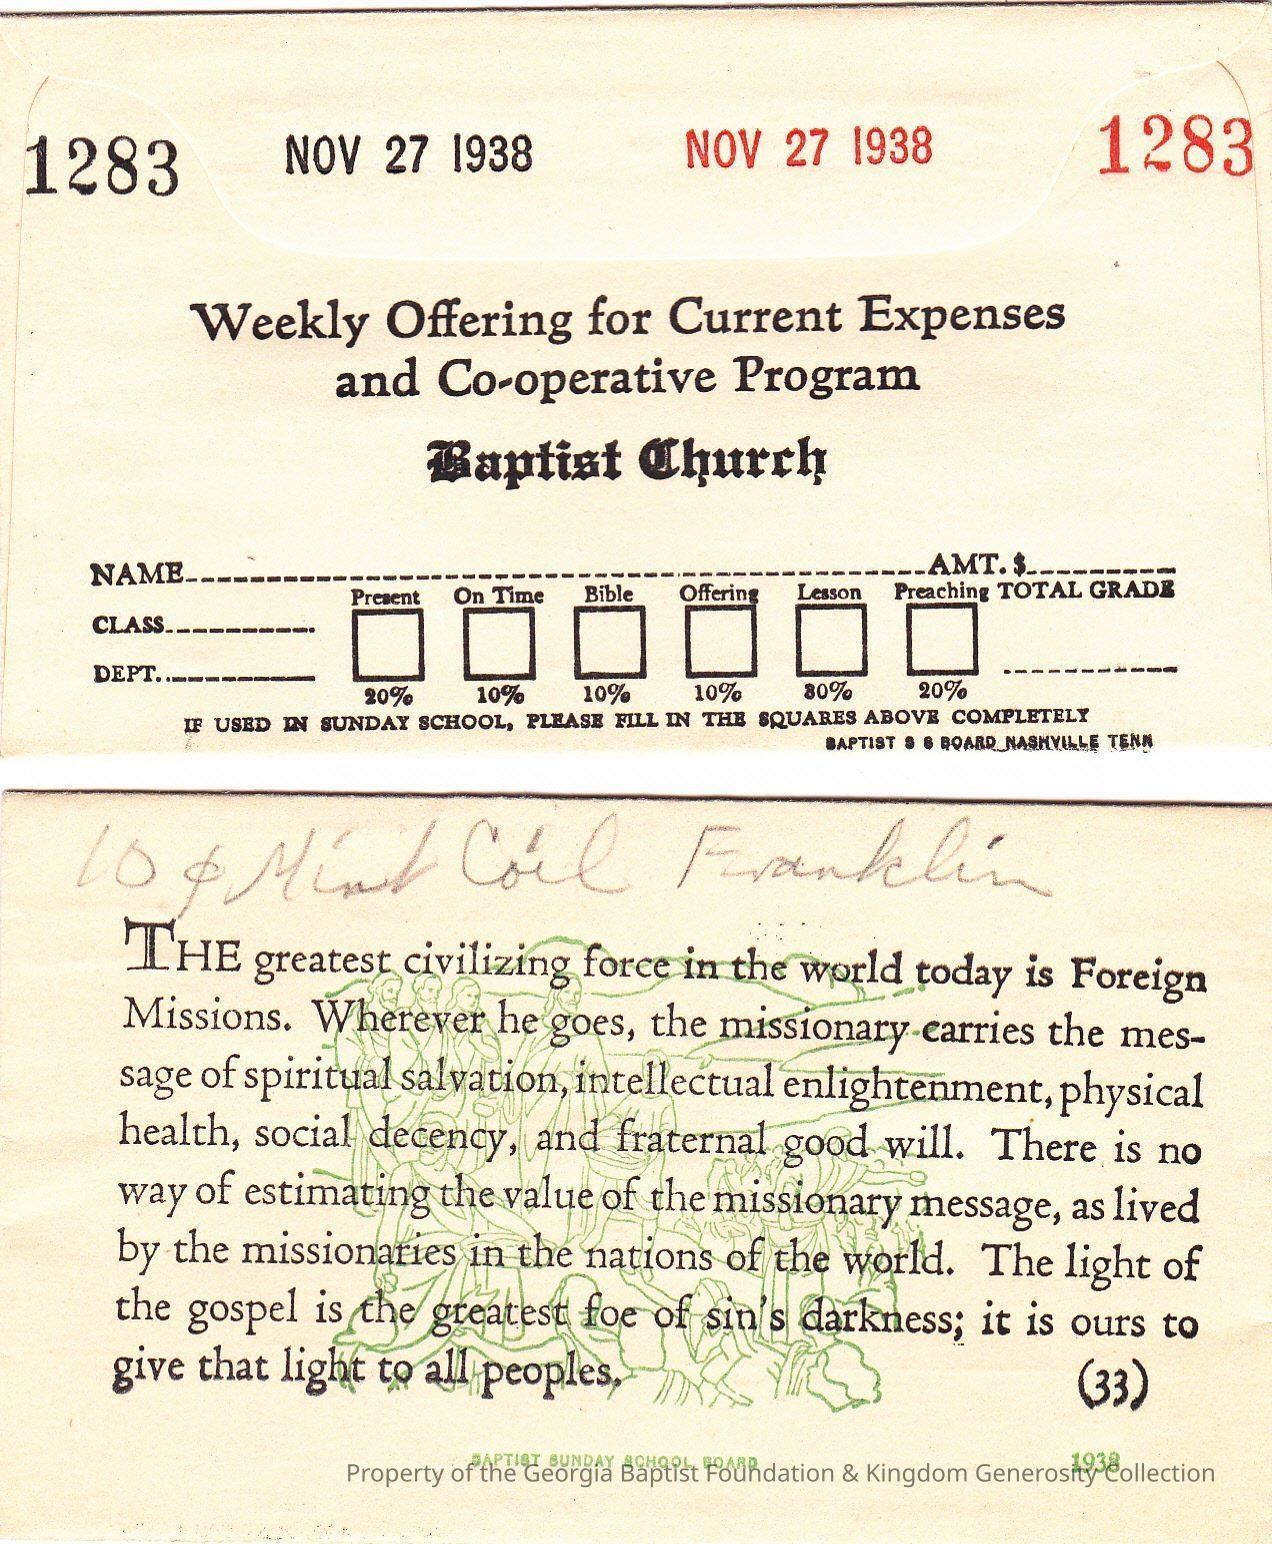 1283 NOV 27 1938 NOV 27 1938 1283
Weekly Offering for Current Expenses
and Co-operative Program
Baptist Church
NAME AMT. $
Present On Time Bible Offering Lesson Preaching TOTAL GRADE
CLASS
DEPT.
20% 10% 10% 10% 30% 20%
IF USED IN SUNDAY SCHOOL, PLEASE FILL IN THE SQUARES ABOVE COMPLETELY
BAPTIST S S BOARD NASHVILLE TENN
10¢ Mint Coil Franklin
THE greatest civilizing force in the world today is Foreign
Missions. Wherever he goes, the missionary carries the mes-
sage of spiritual salvation, intellectual enlightenment, physical
health, social decency, and fraternal good will. There is no
way of estimating the value of the missionary message, as lived
by the missionaries in the nations of the world. The light of
the gospel is the greatest foe of sin's darkness; it is ours to
give that light to all peoples. (33)
BAPTIST SUNDAY SCHOOL BOARD 1938
Property of the Georgia Baptist Foundation & Kingdom Generosity Collection